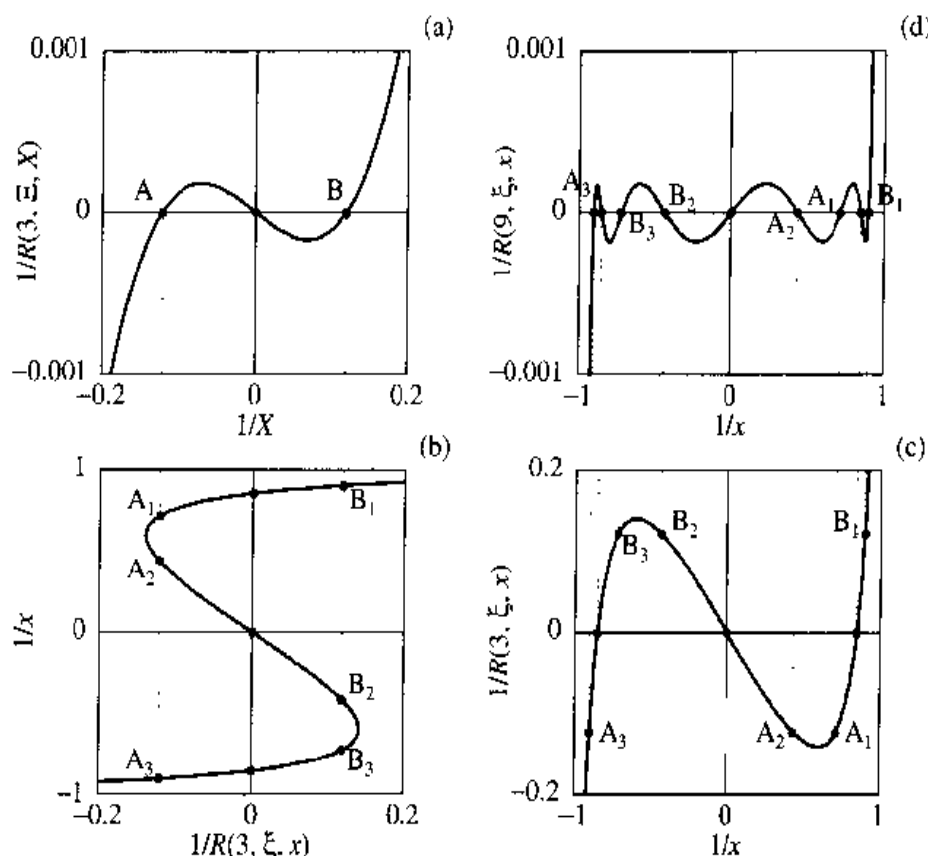 (a)
0.001
1/R(3, Ξ, X)
A
B
0
−0.001
−0.2
0
0.2
1/X
(d)
0.001
1/R(9, ξ, x)
A3
B2
A1
B1
0
B3
A2
−0.001
−1
0
1
1/x
(b)
1
1/x
A1
B1
A2
0
B2
A3
B3
−1
−0.2
0
0.2
1/R(3, ξ, x)
(c)
0.2
1/R(3, ξ, x)
B2
B1
B3
0
A3
A2
A1
−0.2
−1
0
1
1/x